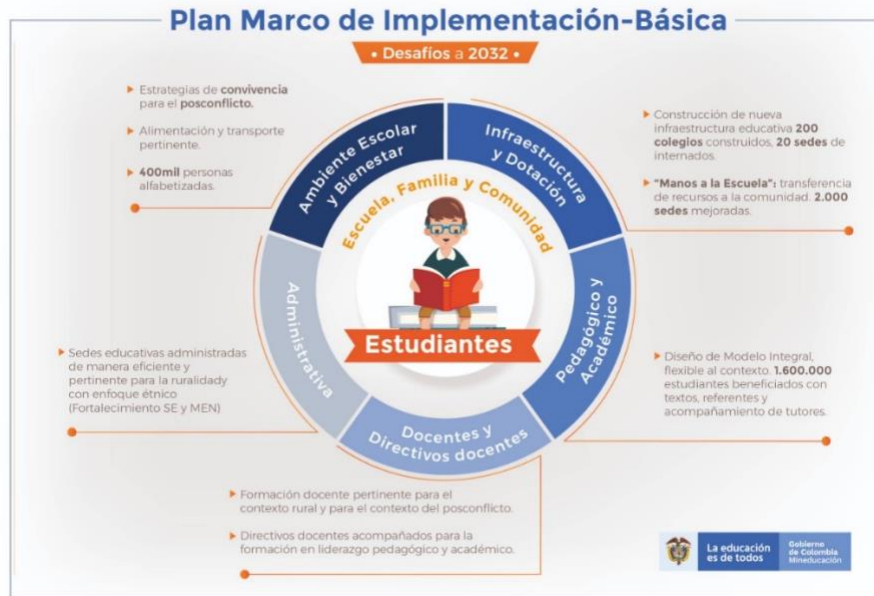 Plan Marco de Implementación-Básica
• Desafíos a 2032 •
Estrategias de convivencia
para el posconflicto.
Alimentación y transporte
pertinente.
400mil personas
alfabetizadas.
Ambiente Escolar
y Bienestar
Infraestructura
y Dotación
Construcción de nueva
infraestructura educativa 200
colegios construidos, 20 sedes de
internados.
"Manos a la Escuela": transferencia
de recursos a la comunidad. 2.000
sedes mejoradas.
Escuela, Familia y Comunidad
Estudiantes
Administrativa
Pedagógico y
Académico
Sedes educativas administradas
de manera eficiente y
pertinente para la ruralidady
con enfoque étnico
(Fortalecimiento SE y MEN)
Diseño de Modelo Integral,
flexible al contexto. 1.600.000
estudiantes beneficiados con
textos, referentes y
acompañamiento de tutores.
Docentes y
Directivos docentes
Formación docente pertinente para el
contexto rural y para el contexto del posconflicto.
Directivos docentes acompañados para la
formación en liderazgo pedagógico y académico.
La educación
es de todos
Gobierno
de Colombia
Mineducación